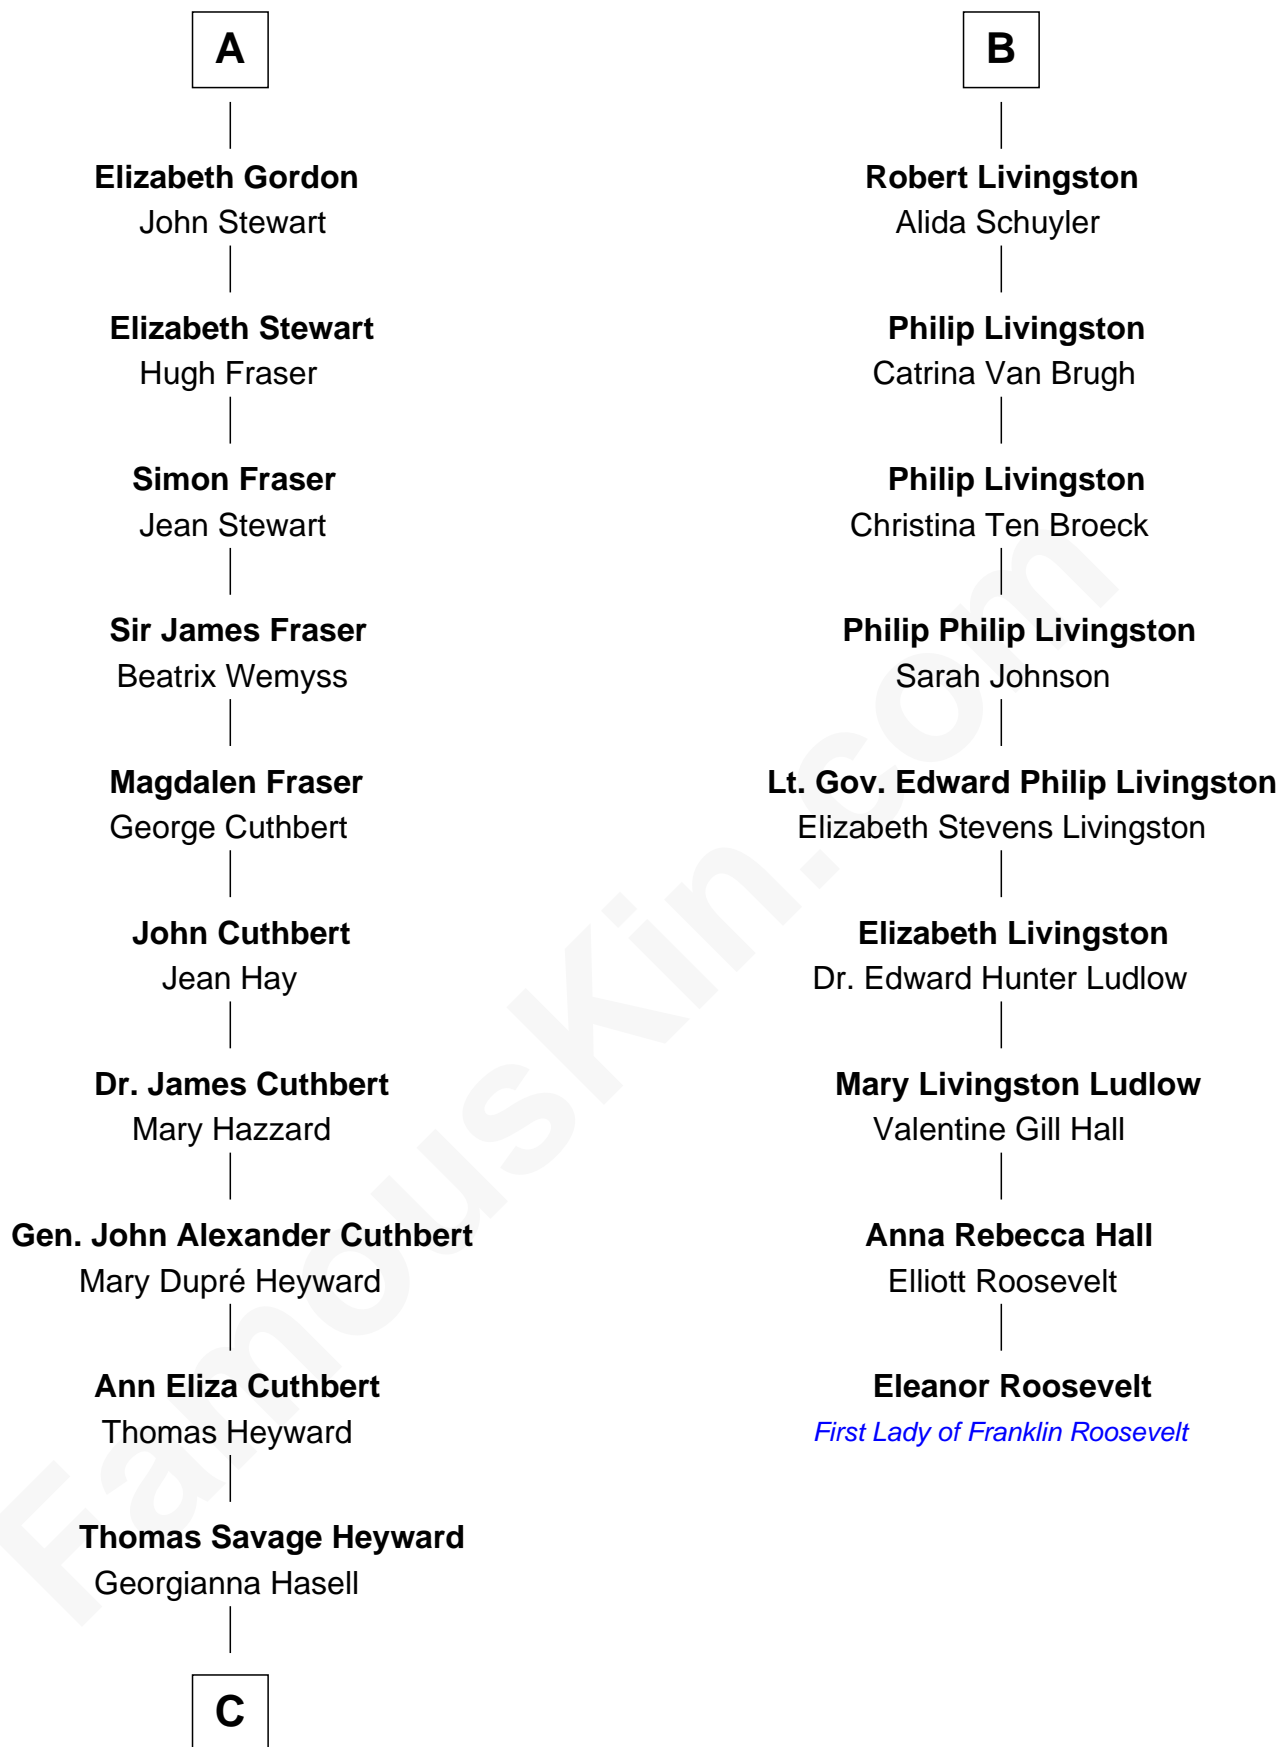 A
Elizabeth Gordon
John Stewart
Elizabeth Stewart
Hugh Fraser
Simon Fraser
Jean Stewart
Sir James Fraser
Beatrix Wemyss
Magdalen Fraser
George Cuthbert
John Cuthbert
Jean Hay
Dr. James Cuthbert
Mary Hazzard
Gen. John Alexander Cuthbert
Mary Dupré Heyward
Ann Eliza Cuthbert
Thomas Heyward
Thomas Savage Heyward
Georgianna Hasell
C
B
Robert Livingston
Alida Schuyler
Philip Livingston
Catrina Van Brugh
Philip Livingston
Christina Ten Broeck
Philip Philip Livingston
Sarah Johnson
Lt. Gov. Edward Philip Livingston
Elizabeth Stevens Livingston
Elizabeth Livingston
Dr. Edward Hunter Ludlow
Mary Livingston Ludlow
Valentine Gill Hall
Anna Rebecca Hall
Elliott Roosevelt
Eleanor Roosevelt
First Lady of Franklin Roosevelt
FamousKin.com